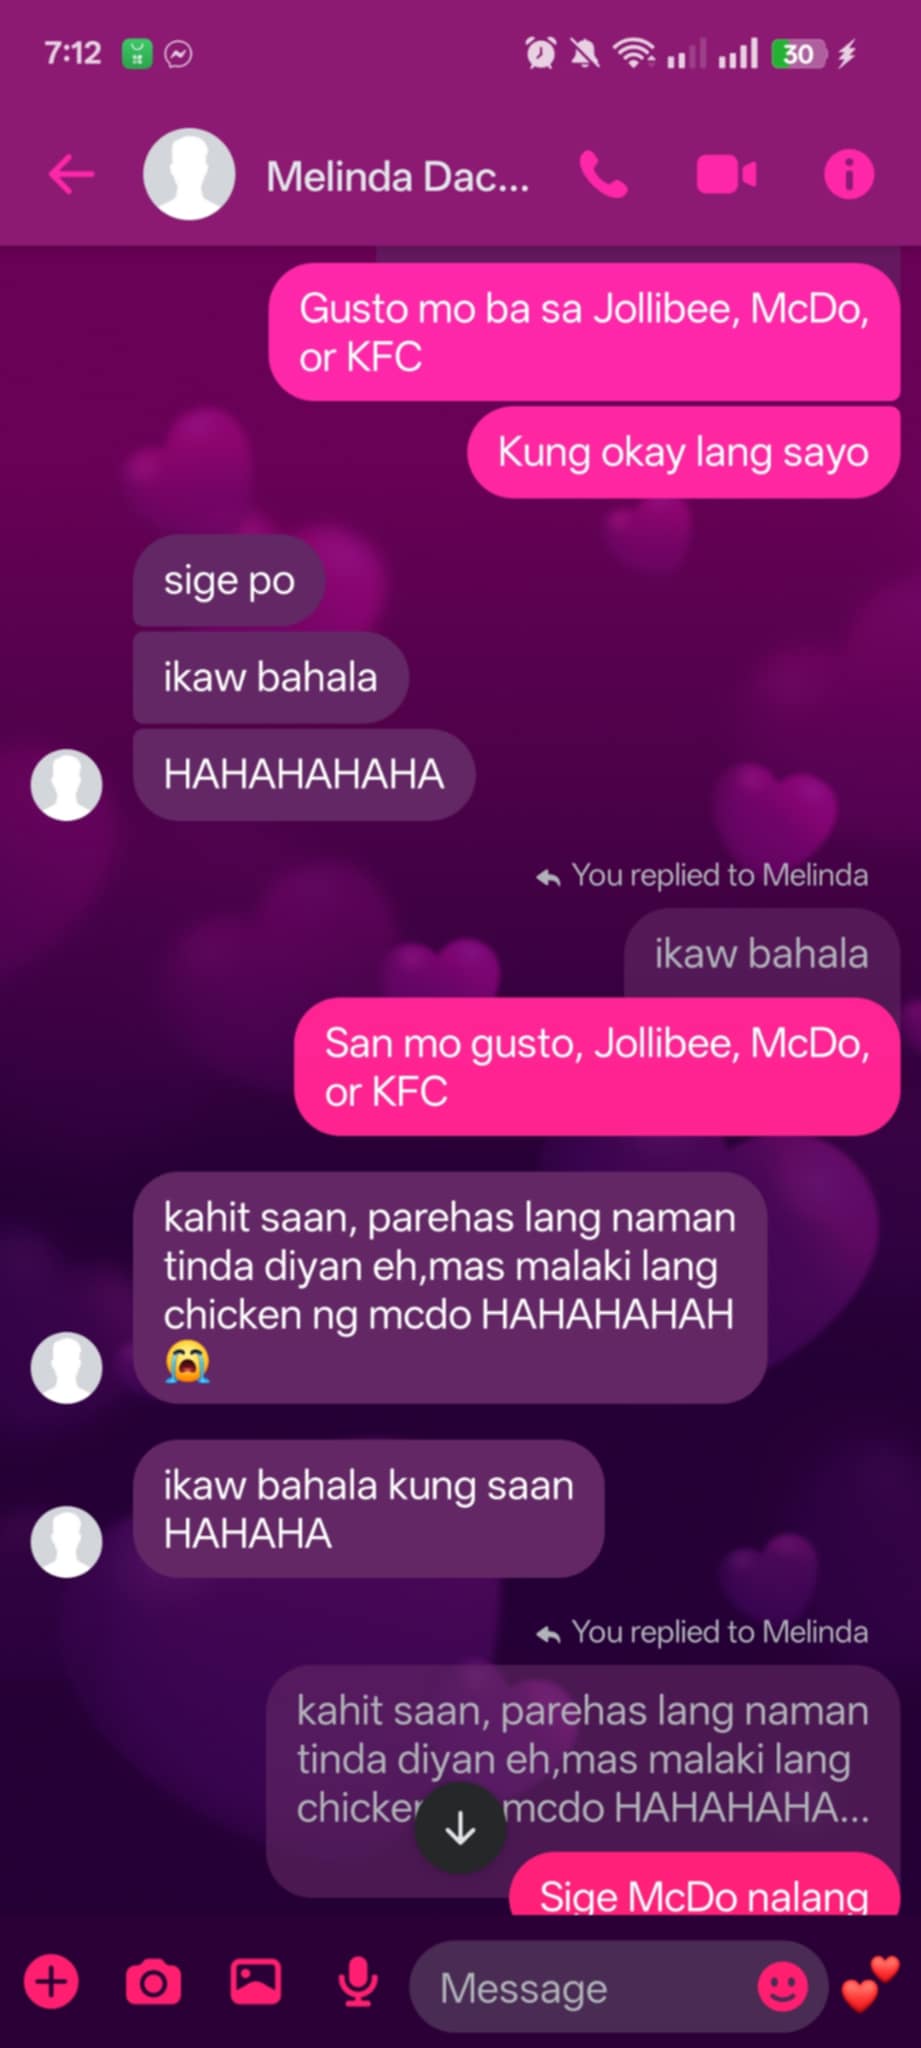 7:12
30
Melinda Dac...
Gusto mo ba sa Jollibee, McDo,
or KFC
Kung okay lang sayo
sige po
ikaw bahala
HAHAHAHAHA
You replied to Melinda
ikaw bahala
San mo gusto, Jollibee, McDo,
or KFC
kahit saan, parehas lang naman
tinda diyan eh,mas malaki lang
chicken ng mcdo HAHAHAHAH
😭
ikaw bahala kung saan
HAHAHA
You replied to Melinda
kahit saan, parehas lang naman
tinda diyan eh,mas malaki lang
mcdo HAHAHAHA...
Sige McDo nalang
Message